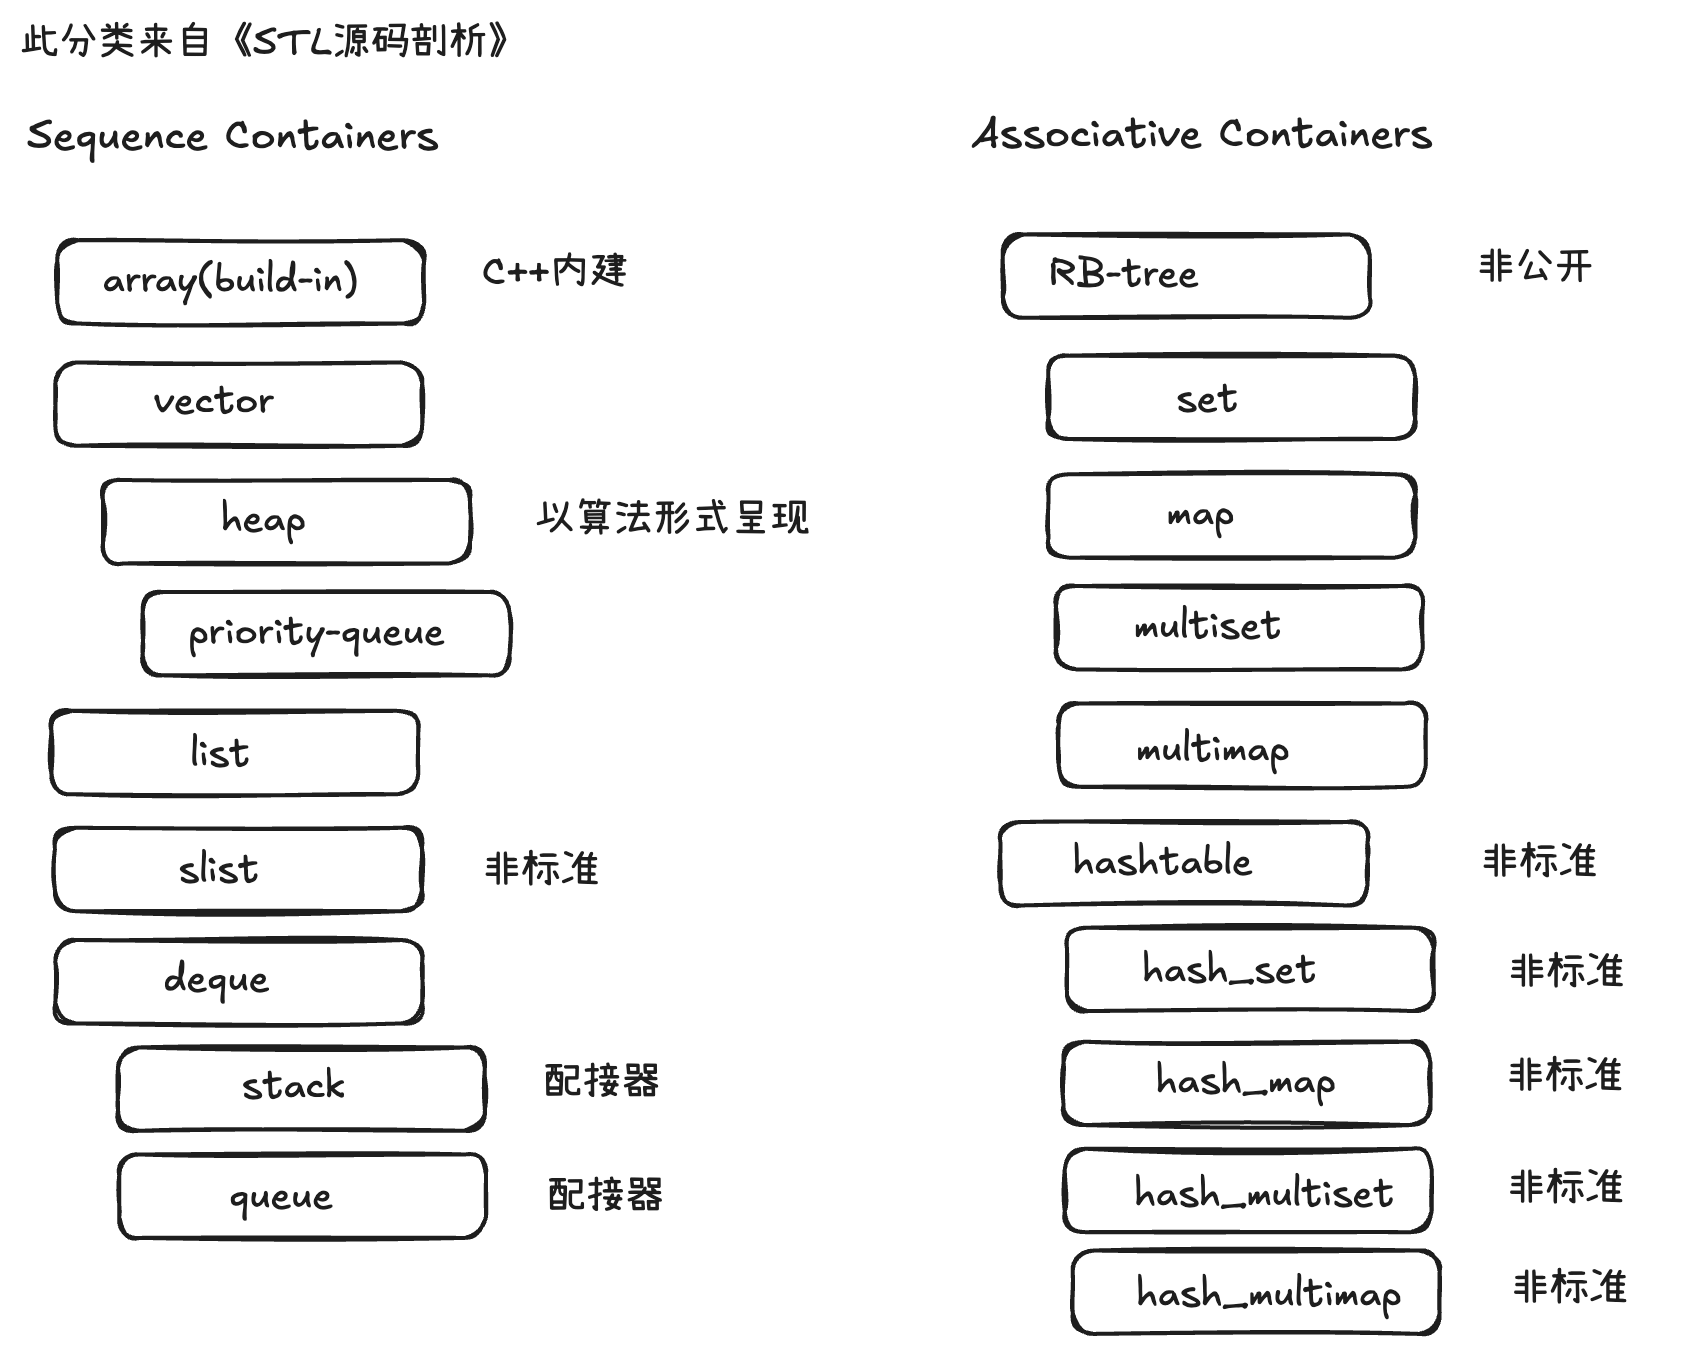 此分类来自《STL源码剖析》
Sequence Containers
array(build-in) C++内建
vector
heap 以算法形式呈现
priority-queue
list
slist 非标准
deque
stack 配接器
queue 配接器
Associative Containers
RB-tree 非公开
set
map
multiset
multimap
hashtable 非标准
hash_set 非标准
hash_map 非标准
hash_multiset 非标准
hash_multimap 非标准